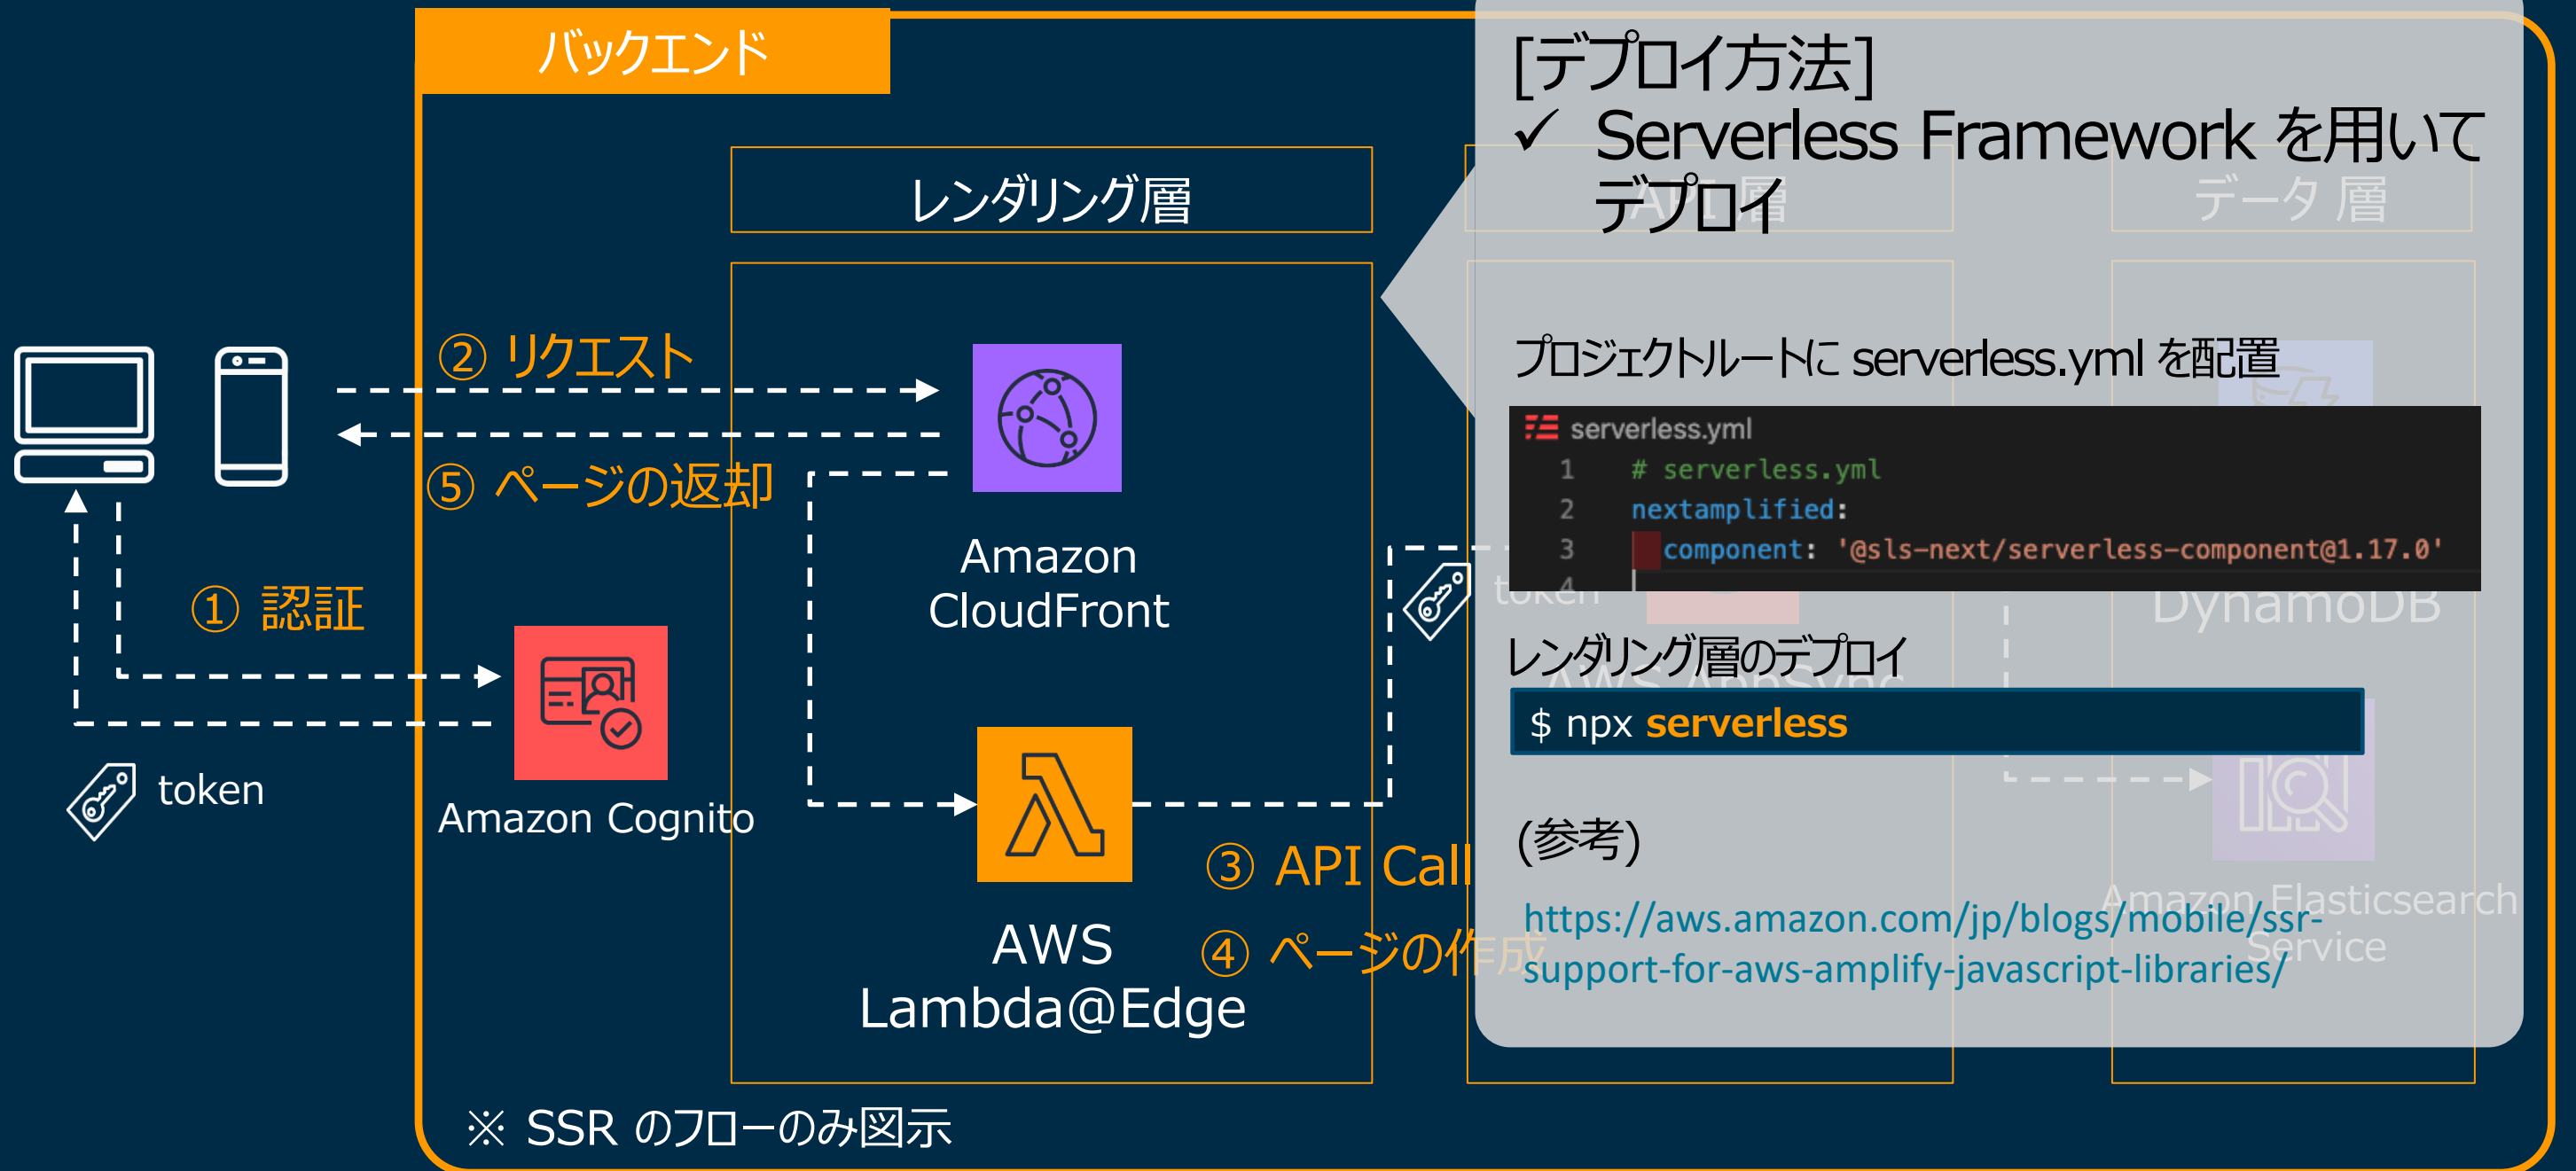 バックエンド
レンダリング層
API 層
データ 層
② リクエスト
⑤ ページの返却
① 認証
token
Amazon Cognito
Amazon
CloudFront
AWS
Lambda@Edge
③ API Call
④ ページの作成
token
AWS AppSync
DynamoDB
Amazon Elasticsearch
Service
※ SSR のフローのみ図示
[デプロイ方法]
✓ Serverless Framework を用いて
デプロイ
プロジェクトルートに serverless.yml を配置
serverless.yml
1 # serverless.yml
2 nextamplified:
3 component: '@sls-next/serverless-component@1.17.0'
4
レンダリング層のデプロイ
$ npx serverless
(参考)
https://aws.amazon.com/jp/blogs/mobile/ssr-
support-for-aws-amplify-javascript-libraries/